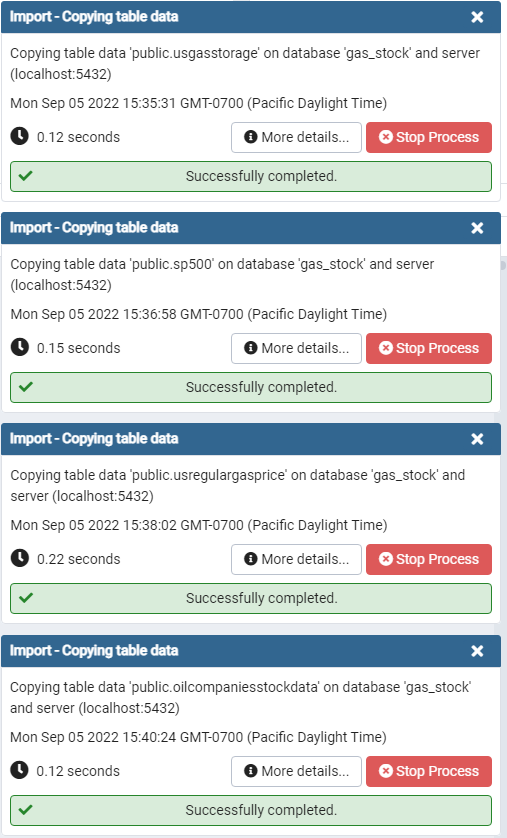 Import - Copying table data
Copying table data 'public.usgasstorage' on database 'gas_stock' and server
(localhost:5432)
Mon Sep 05 2022 15:35:31 GMT-0700 (Pacific Daylight Time)
0.12 seconds More details... Stop Process
Successfully completed.
Import - Copying table data
Copying table data 'public.sp500' on database 'gas_stock' and server
(localhost:5432)
Mon Sep 05 2022 15:36:58 GMT-0700 (Pacific Daylight Time)
0.15 seconds More details... Stop Process
Successfully completed.
Import - Copying table data
Copying table data 'public.usregulargasprice' on database 'gas_stock' and
server (localhost:5432)
Mon Sep 05 2022 15:38:02 GMT-0700 (Pacific Daylight Time)
0.22 seconds More details... Stop Process
Successfully completed.
Import - Copying table data
Copying table data 'public.oilcompaniesstockdata' on database 'gas_stock'
and server (localhost:5432)
Mon Sep 05 2022 15:40:24 GMT-0700 (Pacific Daylight Time)
0.12 seconds More details... Stop Process
Successfully completed.